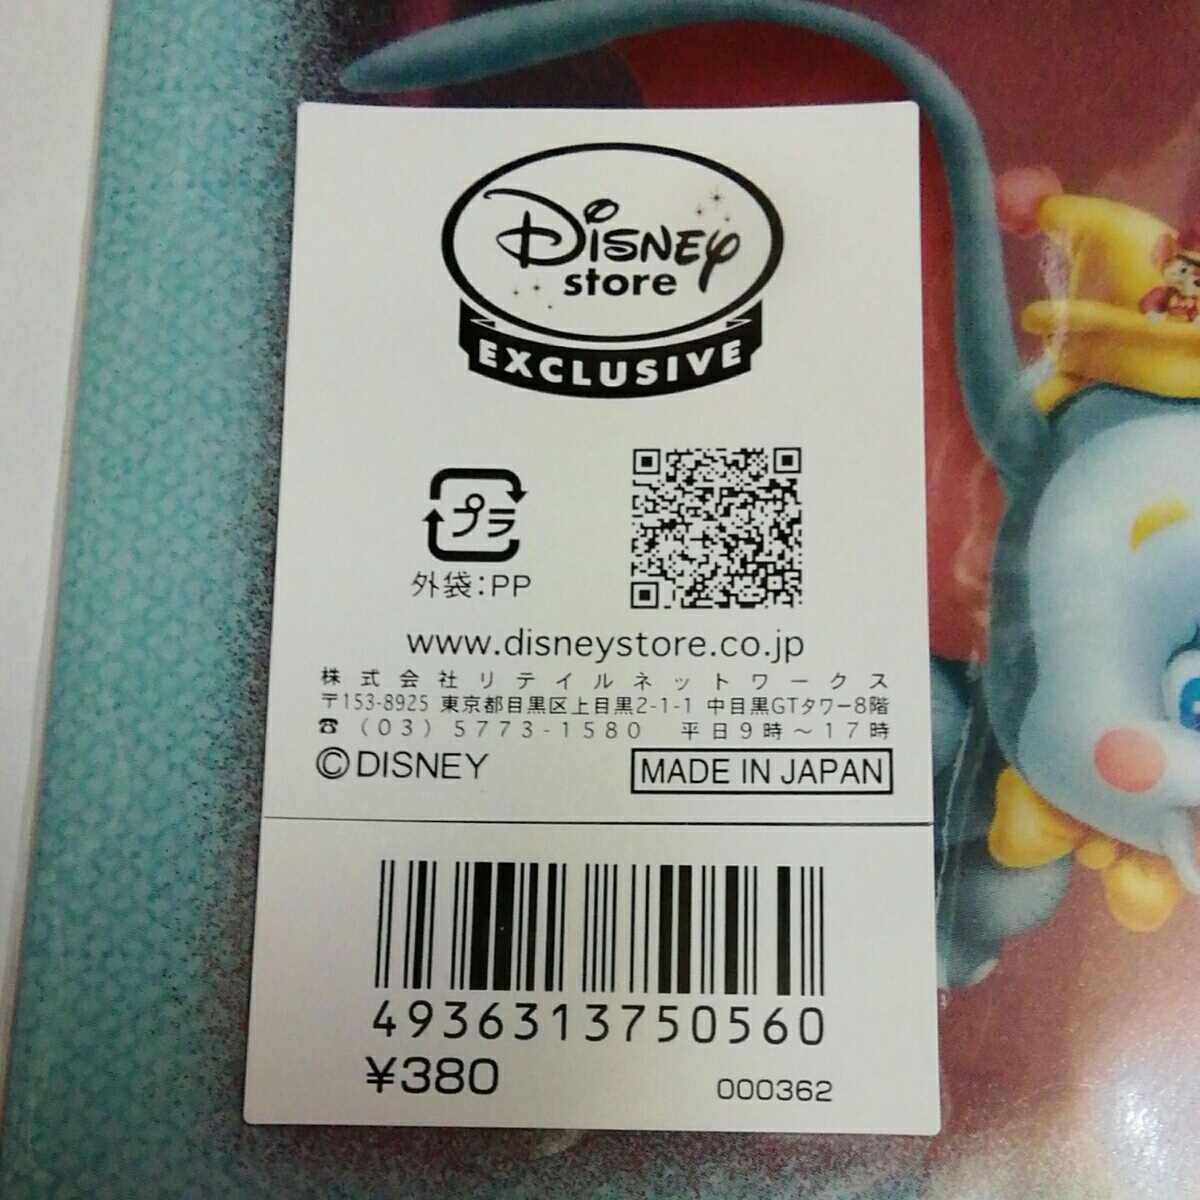 Disney
store
EXCLUSIVE
プラ
外袋:PP
www.disneystore.co.jp
株式会社リテイルネットワークス
〒153-8925 東京都目黒区上目黒2-1-1 中目黒GTタワー8階
☎(03)5773-1580 平日9時~17時
©DISNEY
MADE IN JAPAN
4936313750560
¥380
000362